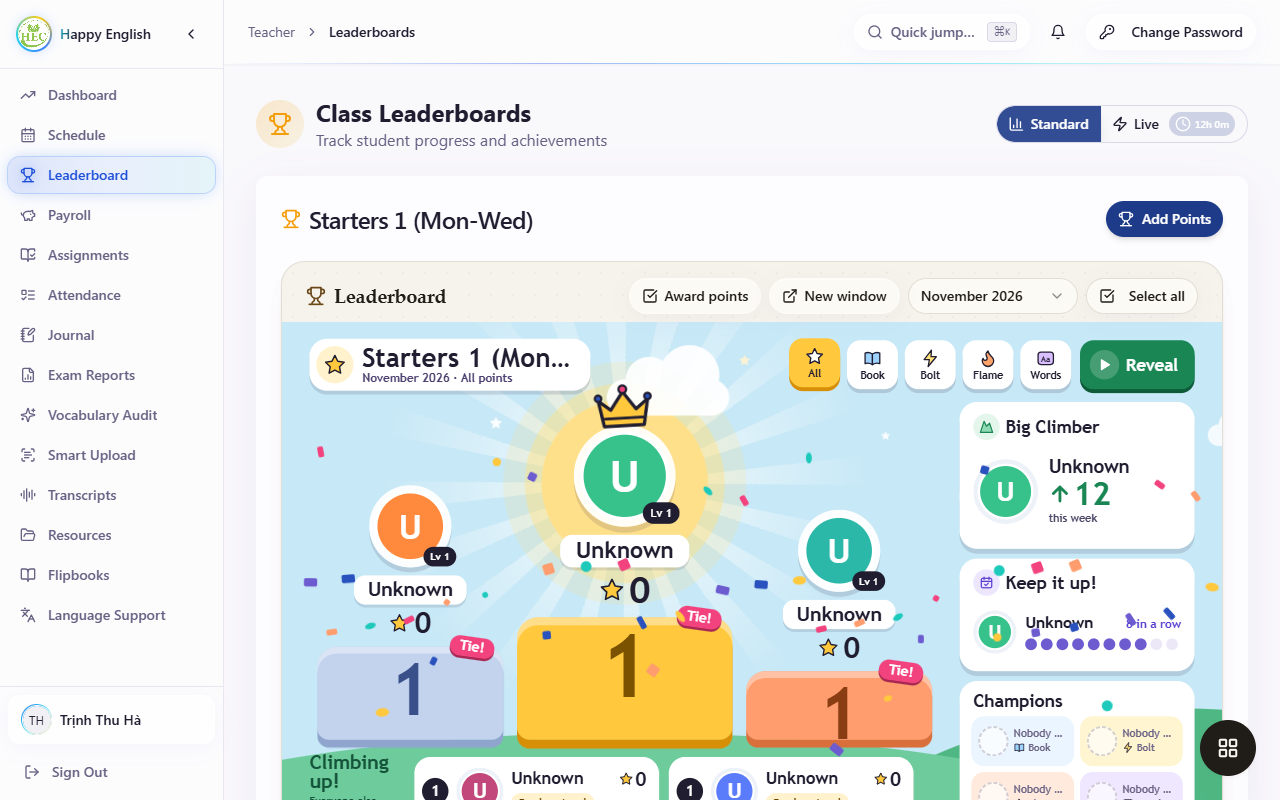 HEC
Happy English
Teacher
Leaderboards
Quick jump...
⌘K
Change Password
Dashboard
Schedule
Leaderboard
Payroll
Assignments
Attendance
Journal
Exam Reports
Vocabulary Audit
Smart Upload
Transcripts
Resources
Flipbooks
Language Support
TH
Trịnh Thu Hà
Sign Out
Class Leaderboards
Track student progress and achievements
Standard
Live
12h 0m
Starters 1 (Mon-Wed)
Add Points
Leaderboard
Award points
New window
November 2026
Select all
Starters 1 (Mon...
November 2026 · All points
All
Book
Bolt
Flame
Aa
Words
Reveal
U
Lv 1
Unknown
0
Tie!
1
U
Lv 1
Unknown
0
Tie!
1
U
Lv 1
Unknown
0
Tie!
1
Big Climber
U
Unknown
12
this week
Keep it up!
U
Unknown
in a row
Champions
Nobody ...
Book
Nobody ...
Bolt
Nobody ...
Nobody ...
Climbing
up!
1
U
Unknown
0
1
U
Unknown
0